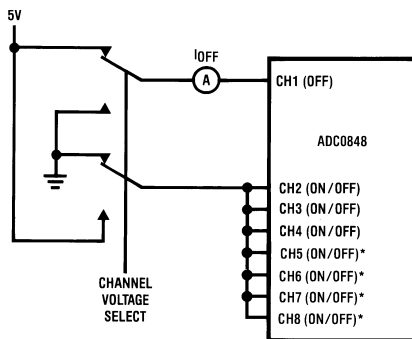 5V
IOFF
A
CH1 (OFF)
ADC0848
CH2 (ON/OFF)
CH3 (ON/OFF)
CH4 (ON/OFF)
CH5 (ON/OFF)*
CH6 (ON/OFF)*
CH7 (ON/OFF)*
CH8 (ON/OFF)*
CHANNEL
VOLTAGE
SELECT